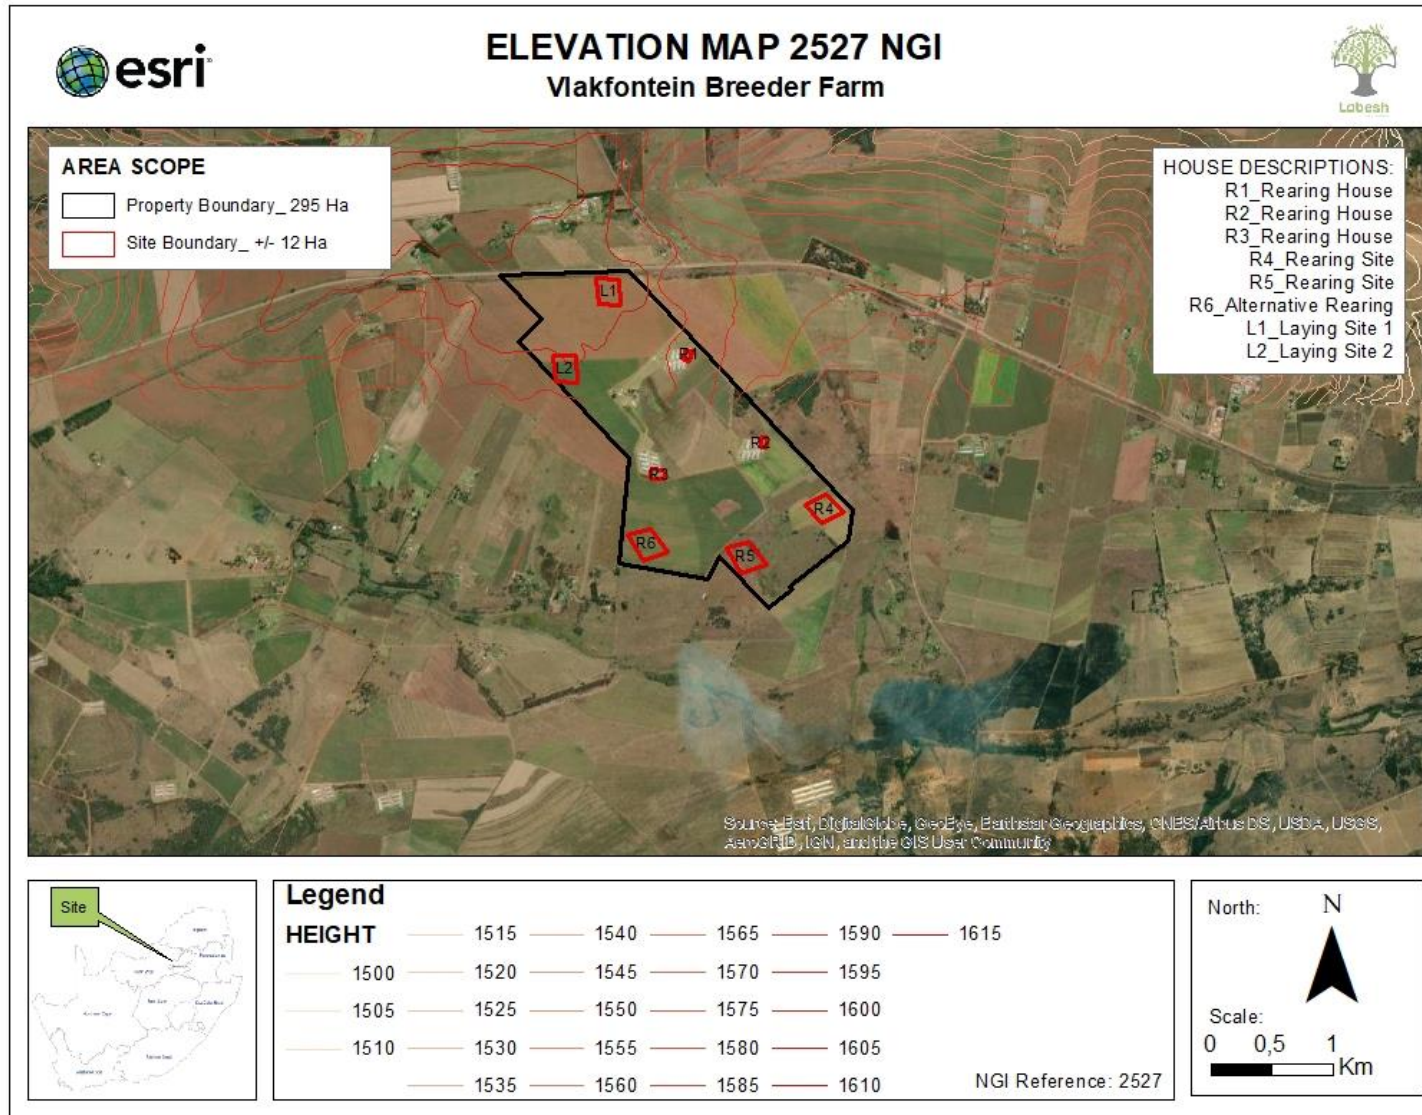 esri
ELEVATION MAP 2527 NGI
Vlakfontein Breeder Farm
Labesh
AREA SCOPE
Property Boundary_ 295 Ha
Site Boundary_ +/- 12 Ha
HOUSE DESCRIPTIONS:
R1_Rearing House
R2_Rearing House
R3_Rearing House
R4_Rearing Site
R5_Rearing Site
R6_Alternative Rearing
L1_Laying Site 1
L2_Laying Site 2
L1
R1
L2
R2
R3
R4
R6
R5
Source: Esri, DigitalGlobe, GeoEye, Earthstar Geographics, CNES/Airbus DS, USDA, USGS,
AeroGRID, IGN, and the GIS User Community
Site
Legend
HEIGHT
1515 1540 1565 1590 1615
1500 1520 1545 1570 1595
1505 1525 1550 1575 1600
1510 1530 1555 1580 1605
1535 1560 1585 1610
NGI Reference: 2527
North:
N
Scale:
0 0,5 1
Km